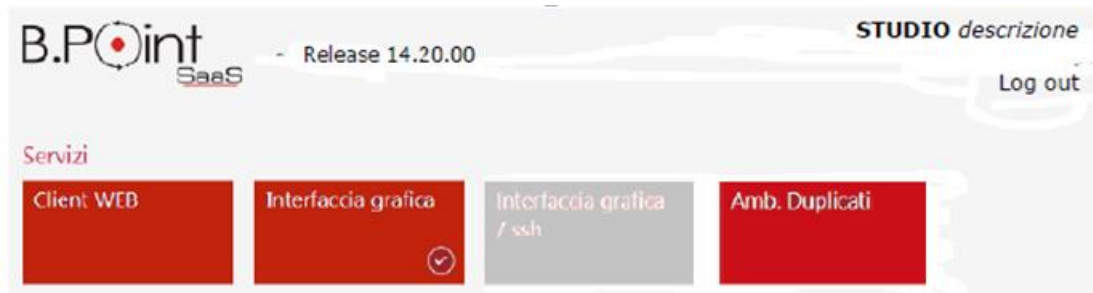 B.Point
SaaS
- Release 14.20.00
STUDIO descrizione
Log out
Servizi
Client WEB
Interfaccia grafica
Interfaccia grafica
/ ssh
Amb. Duplicati